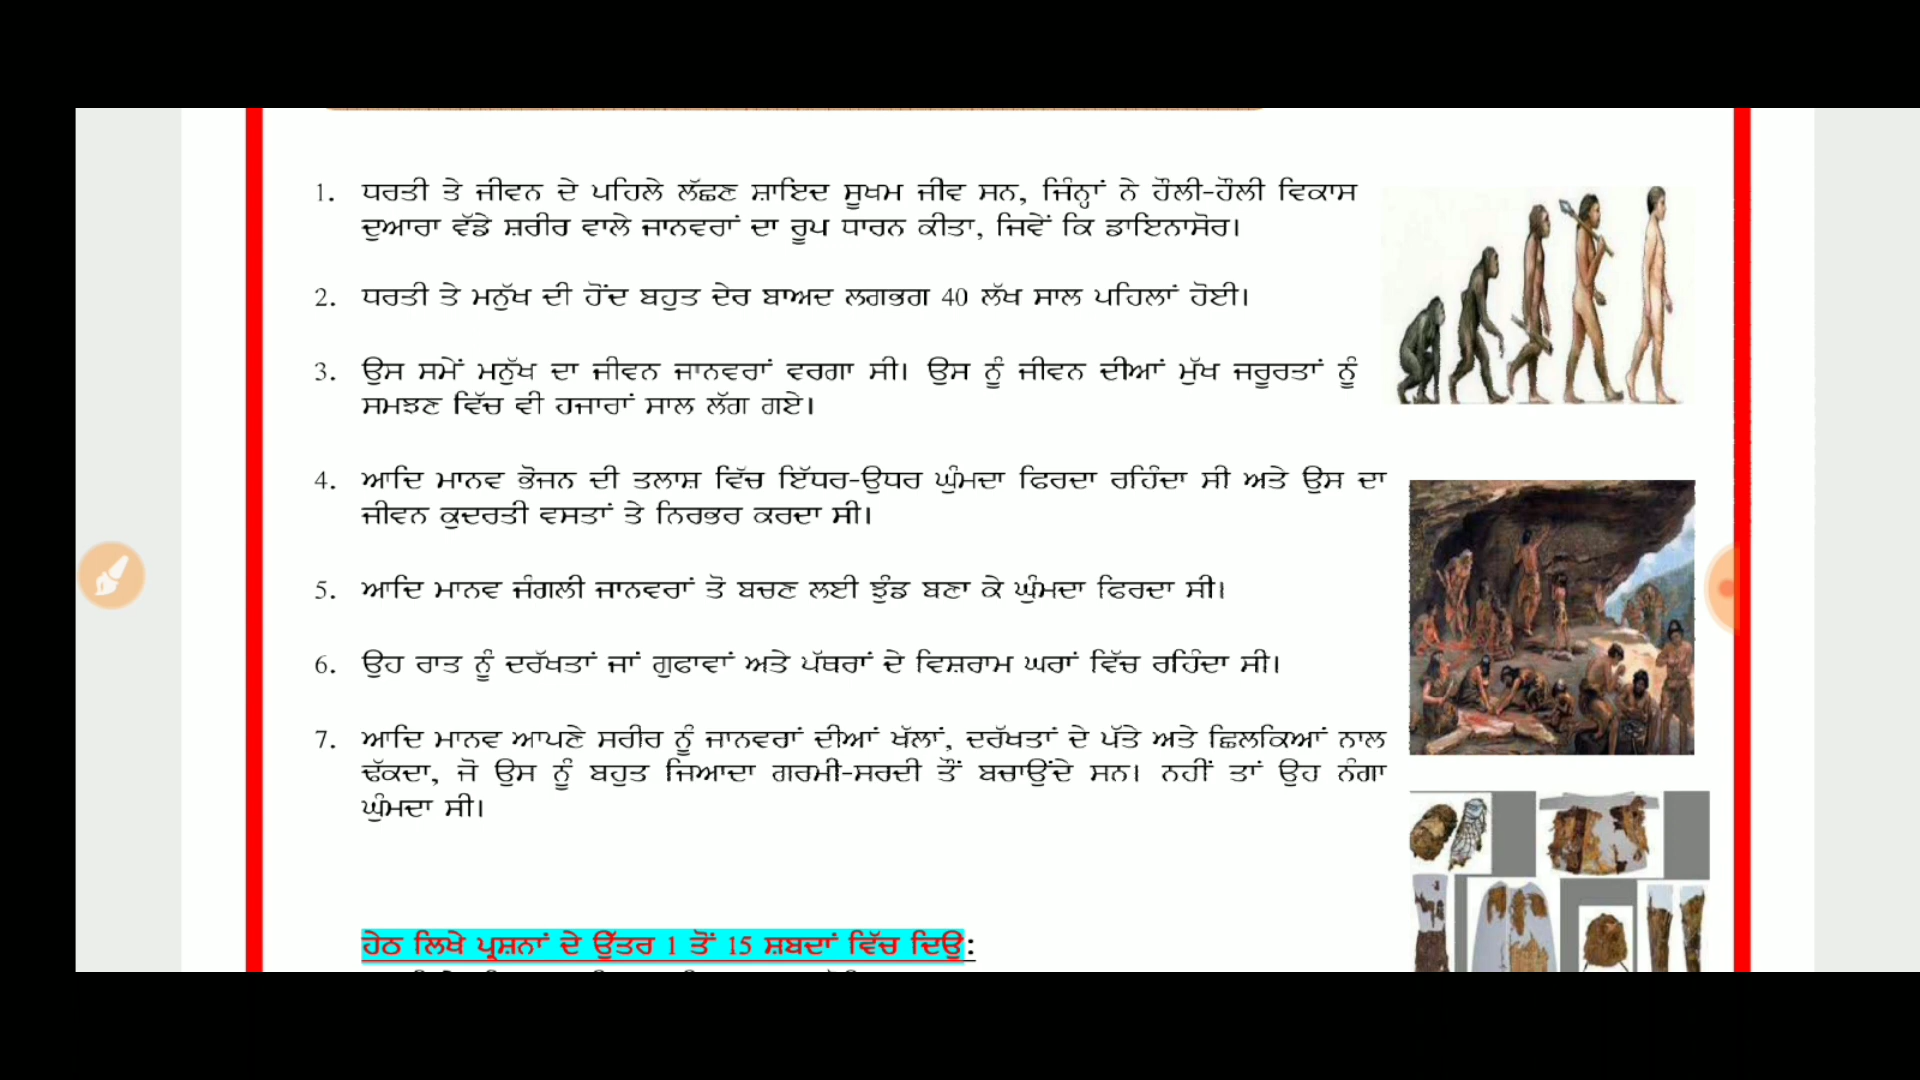 1. ਧਰਤੀ ਤੇ ਜੀਵਨ ਦੇ ਪਹਿਲੇ ਲੱਛਣ ਸ਼ਾਇਦ ਸੂਖਮ ਜੀਵ ਸਨ, ਜਿੰਨ੍ਹਾਂ ਨੇ ਹੌਲੀ-ਹੌਲੀ ਵਿਕਾਸ
ਦੁਆਰਾ ਵੱਡੇ ਸ਼ਰੀਰ ਵਾਲੇ ਜਾਨਵਰਾਂ ਦਾ ਰੂਪ ਧਾਰਨ ਕੀਤਾ, ਜਿਵੇਂ ਕਿ ਡਾਇਨਾਸੋਰ।
2. ਧਰਤੀ ਤੇ ਮਨੁੱਖ ਦੀ ਹੋਂਦ ਬਹੁਤ ਦੇਰ ਬਾਅਦ ਲਗਭਗ 40 ਲੱਖ ਸਾਲ ਪਹਿਲਾਂ ਹੋਈ।
3. ਉਸ ਸਮੇਂ ਮਨੁੱਖ ਦਾ ਜੀਵਨ ਜਾਨਵਰਾਂ ਵਰਗਾ ਸੀ। ਉਸ ਨੂੰ ਜੀਵਨ ਦੀਆਂ ਮੁੱਖ ਜਰੂਰਤਾਂ ਨੂੰ
ਸਮਝਣ ਵਿੱਚ ਵੀ ਹਜਾਰਾਂ ਸਾਲ ਲੱਗ ਗਏ।
4. ਆਦਿ ਮਾਨਵ ਭੋਜਨ ਦੀ ਤਲਾਸ਼ ਵਿੱਚ ਇੱਧਰ-ਉਧਰ ਘੁੰਮਦਾ ਫਿਰਦਾ ਰਹਿੰਦਾ ਸੀ ਅਤੇ ਉਸ ਦਾ
ਜੀਵਨ ਕੁਦਰਤੀ ਵਸਤਾਂ ਤੇ ਨਿਰਭਰ ਕਰਦਾ ਸੀ।
5. ਆਦਿ ਮਾਨਵ ਜੰਗਲੀ ਜਾਨਵਰਾਂ ਤੋ ਬਚਣ ਲਈ ਝੁੰਡ ਬਣਾ ਕੇ ਘੁੰਮਦਾ ਫਿਰਦਾ ਸੀ।
6. ਉਹ ਰਾਤ ਨੂੰ ਦਰੱਖਤਾਂ ਜਾਂ ਗੁਫਾਵਾਂ ਅਤੇ ਪੱਥਰਾਂ ਦੇ ਵਿਸ਼ਰਾਮ ਘਰਾਂ ਵਿੱਚ ਰਹਿੰਦਾ ਸੀ।
7. ਆਦਿ ਮਾਨਵ ਆਪਣੇ ਸਰੀਰ ਨੂੰ ਜਾਨਵਰਾਂ ਦੀਆਂ ਖੱਲਾਂ, ਦਰੱਖਤਾਂ ਦੇ ਪੱਤੇ ਅਤੇ ਛਿਲਕਿਆਂ ਨਾਲ
ਢੱਕਦਾ, ਜੋ ਉਸ ਨੂੰ ਬਹੁਤ ਜਿਆਦਾ ਗਰਮੀ-ਸਰਦੀ ਤੌਂ ਬਚਾਉਂਦੇ ਸਨ। ਨਹੀਂ ਤਾਂ ਉਹ ਨੰਗਾ
ਘੁੰਮਦਾ ਸੀ।
ਹੇਠ ਲਿਖੇ ਪ੍ਰਸ਼ਨਾਂ ਦੇ ਉੱਤਰ 1 ਤੋਂ 15 ਸ਼ਬਦਾਂ ਵਿੱਚ ਦਿਉ: